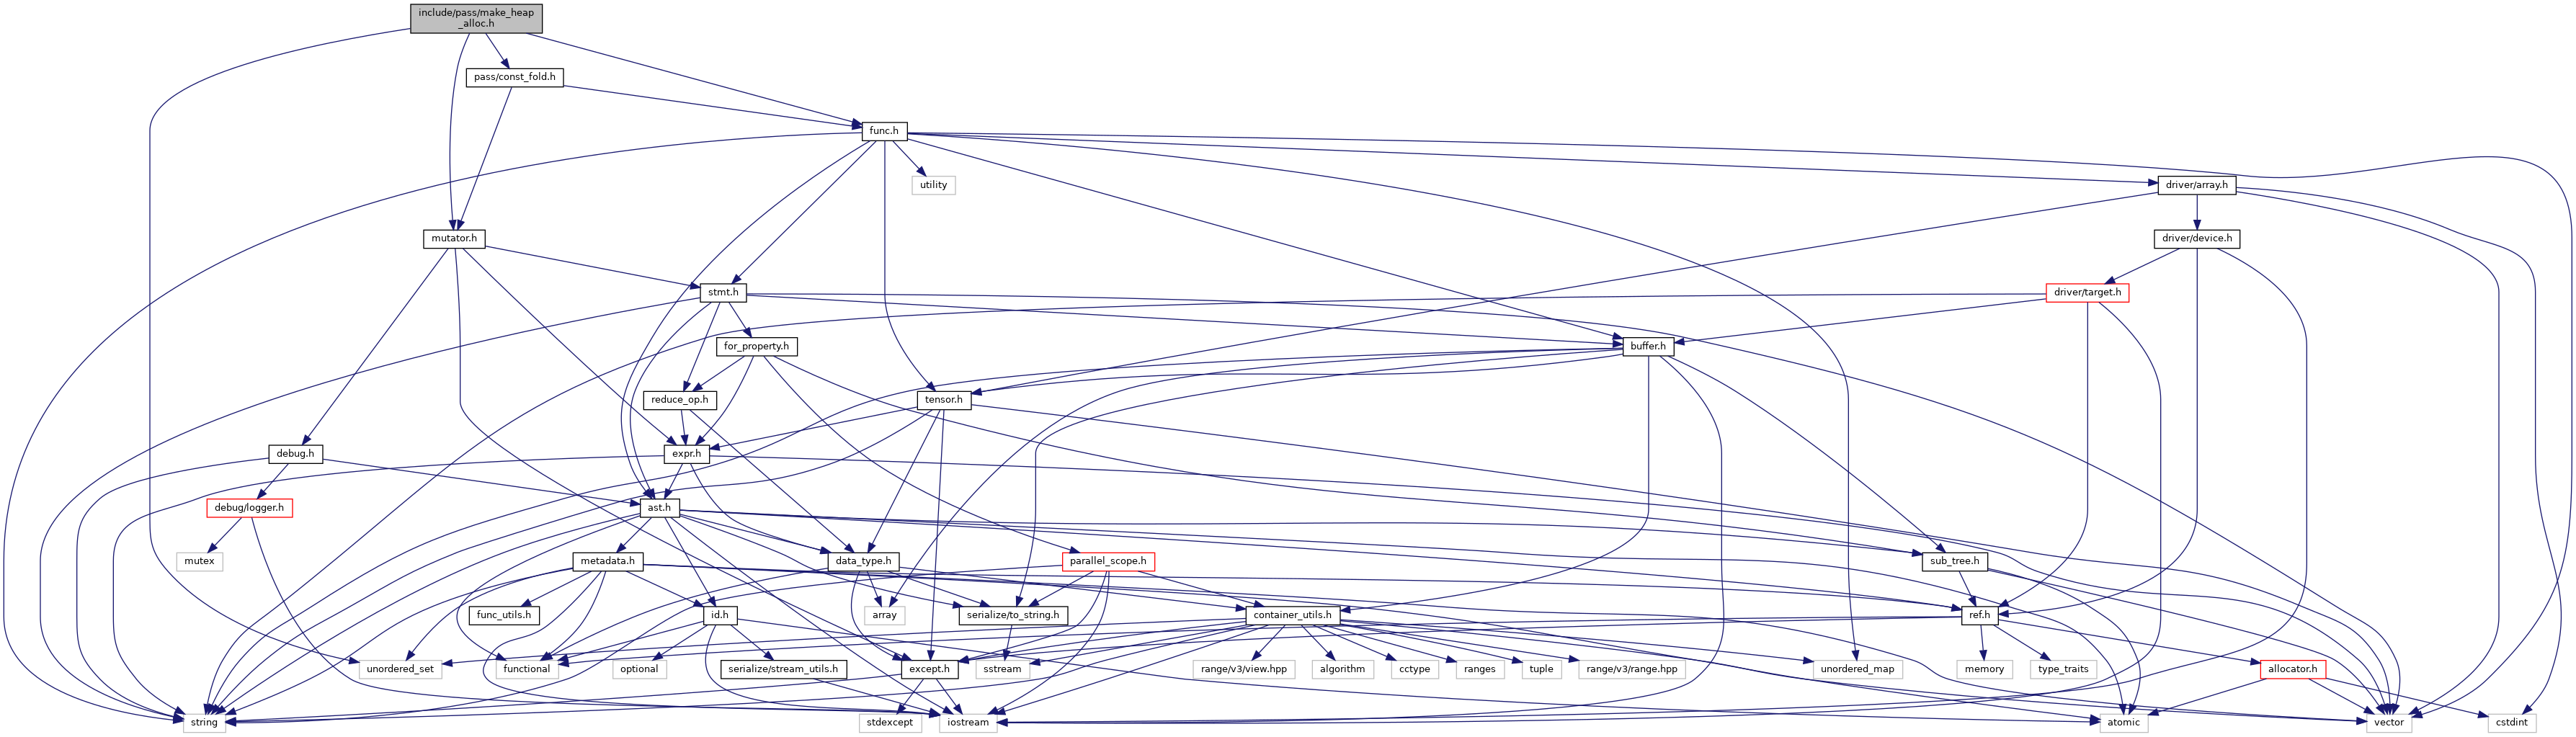 include/pass/make_heap
_alloc.h
pass/const_fold.h
func.h
utility
driver/array.h
mutator.h
driver/device.h
stmt.h
driver/target.h
for_property.h
buffer.h
reduce_op.h
tensor.h
debug.h
expr.h
debug/logger.h
ast.h
mutex
metadata.h
data_type.h
parallel_scope.h
sub_tree.h
func_utils.h
id.h
array
serialize/to_string.h
container_utils.h
ref.h
unordered_set
functional
optional
serialize/stream_utils.h
except.h
sstream
range/v3/view.hpp
algorithm
cctype
ranges
tuple
range/v3/range.hpp
unordered_map
memory
type_traits
allocator.h
string
stdexcept
iostream
atomic
vector
cstdint